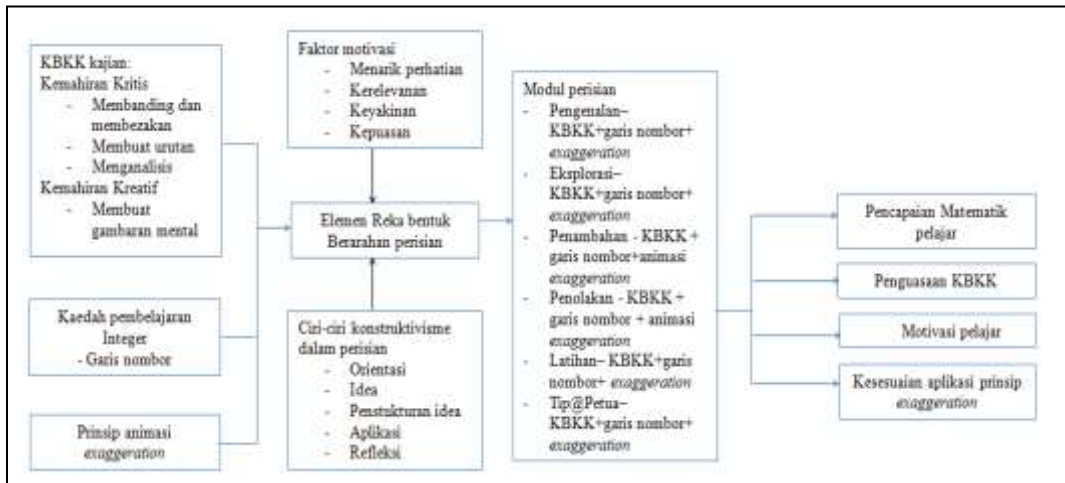 KBKK kajian:
Kemahiran Kritis
- Membanding dan
membezakan
- Membuat urutan
- Menganalisis
Kemahiran Kreatif
- Membuat
gambaran mental
Kaedah pembelajaran
Integer
- Garis nombor
Prinsip animasi
exaggeration
Faktor motivasi
- Menarik perhatian
- Kerelevanan
- Keyakinan
- Kepuasan
Elemen Reka bentuk
Berarahan perisian
Ciri-ciri konstruktivisme
dalam perisian
- Orientasi
- Idea
- Penstukturan idea
- Aplikasi
- Refleksi
Modul perisian
- Pengenalan–
KBKK+garis nombor+
exaggeration
- Eksplorasi–
KBKK+garis nombor+
exaggeration
- Penambahan - KBKK +
garis nombor+animasi
exaggeration
- Penolakan - KBKK +
garis nombor + animasi
exaggeration
- Latihan– KBKK+garis
nombor+ exaggeration
- Tip@Petua–
KBKK+garis nombor+
exaggeration
Pencapaian Matematik
pelajar
Penguasaan KBKK
Motivasi pelajar
Kesesuaian aplikasi prinsip
exaggeration